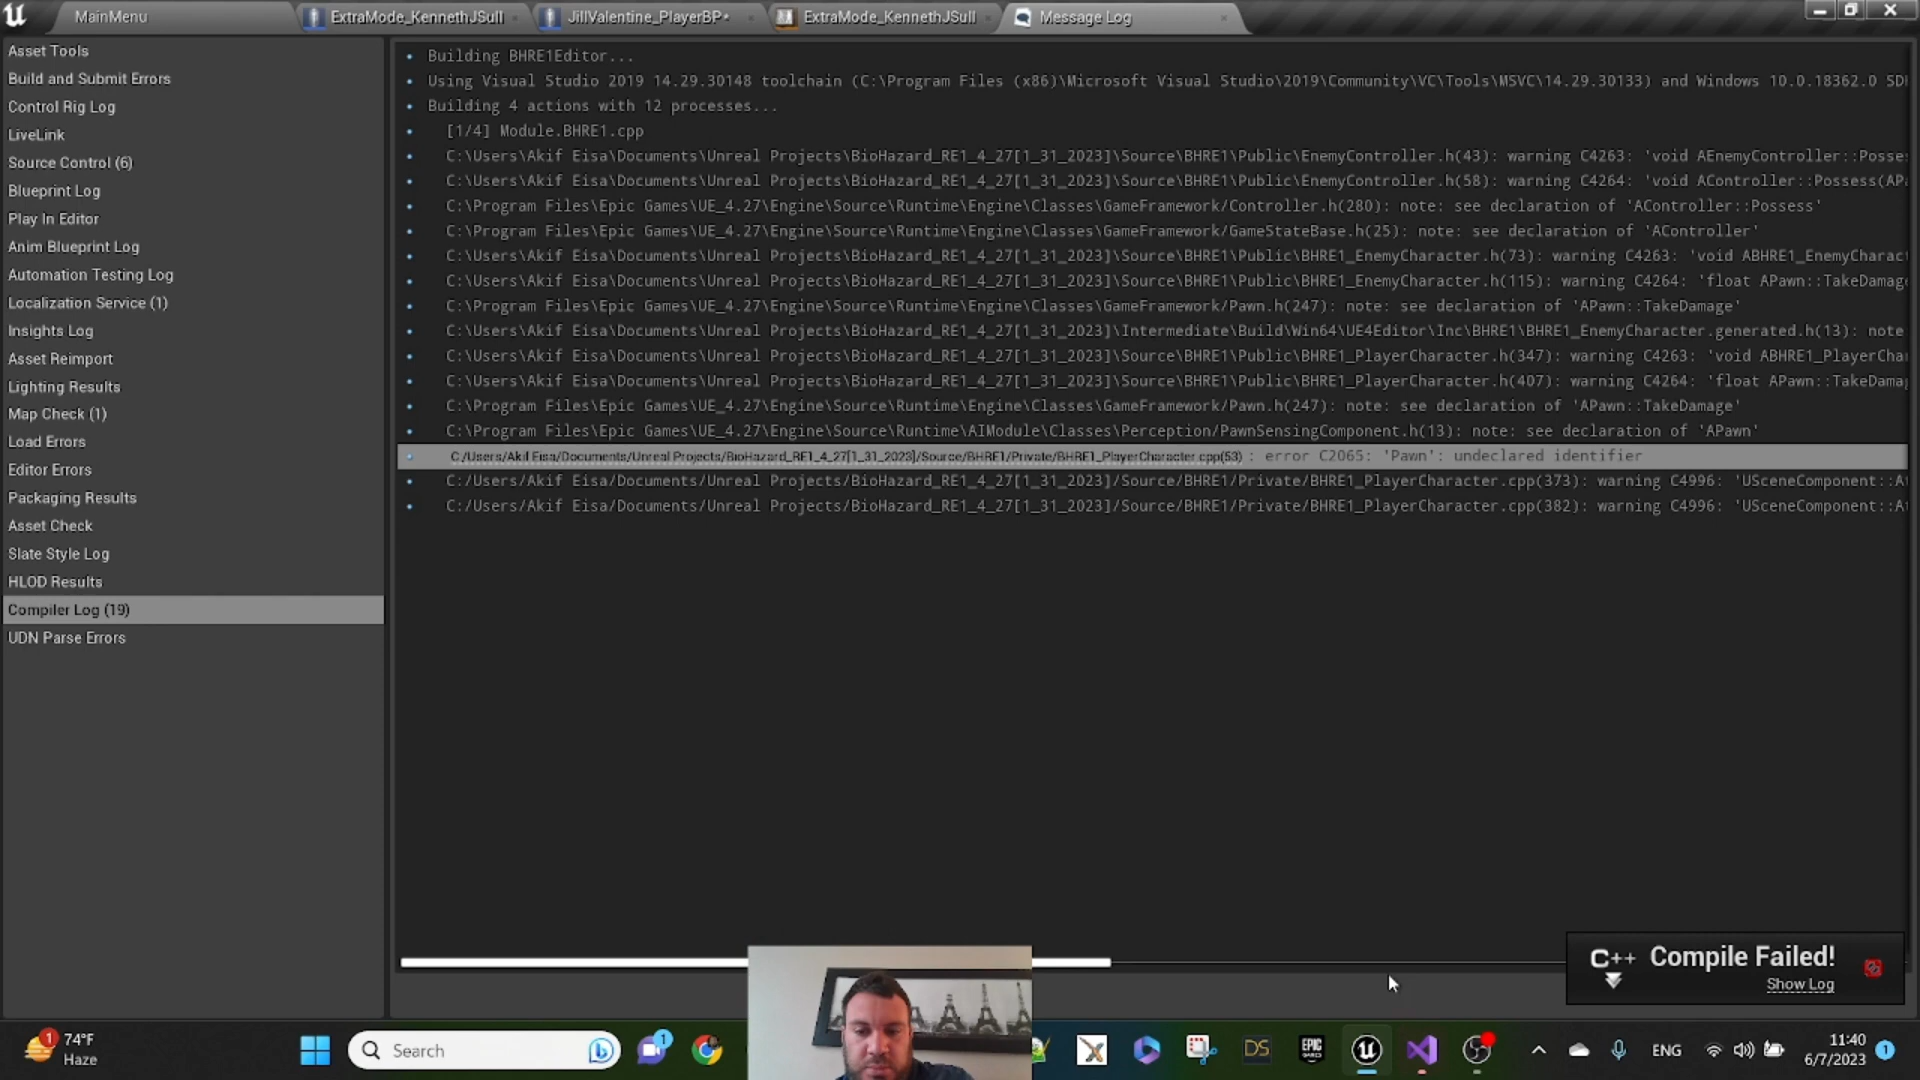 MainMenu
ExtraMode_KennethJSull
JillValentine_PlayerBP*
ExtraMode_KennethJSull
Message Log
Asset Tools
Build and Submit Errors
Control Rig Log
LiveLink
Source Control (6)
Blueprint Log
Play In Editor
Anim Blueprint Log
Automation Testing Log
Localization Service (1)
Insights Log
Asset Reimport
Lighting Results
Map Check (1)
Load Errors
Editor Errors
Packaging Results
Asset Check
Slate Style Log
HLOD Results
Compiler Log (19)
UDN Parse Errors
Building BHRE1Editor...
Using Visual Studio 2019 14.29.30148 toolchain (C:\Program Files (x86)\Microsoft Visual Studio\2019\Community\VC\Tools\MSVC\14.29.30133) and Windows 10.0.18362.0 SD
Building 4 actions with 12 processes...
[1/4] Module.BHRE1.cpp
C:\Users\Akif Eisa\Documents\Unreal Projects\BioHazard_RE1_4_27[1_31_2023]\Source\BHRE1\Public\EnemyController.h(43): warning C4263: 'void AEnemyController::Posse
C:\Users\Akif Eisa\Documents\Unreal Projects\BioHazard_RE1_4_27[1_31_2023]\Source\BHRE1\Public\EnemyController.h(58): warning C4264: 'void AController::Possess(APa
C:\Program Files\Epic Games\UE_4.27\Engine\Source\Runtime\Engine\Classes\GameFramework/Controller.h(280): note: see declaration of 'AController::Possess'
C:\Program Files\Epic Games\UE_4.27\Engine\Source\Runtime\Engine\Classes\GameFramework/GameStateBase.h(25): note: see declaration of 'AController'
C:\Users\Akif Eisa\Documents\Unreal Projects\BioHazard_RE1_4_27[1_31_2023]\Source\BHRE1\Public\BHRE1_EnemyCharacter.h(73): warning C4263: 'void ABHRE1_EnemyCharact
C:\Users\Akif Eisa\Documents\Unreal Projects\BioHazard_RE1_4_27[1_31_2023]\Source\BHRE1\Public\BHRE1_EnemyCharacter.h(115): warning C4264: 'float APawn::TakeDamag
C:\Program Files\Epic Games\UE_4.27\Engine\Source\Runtime\Engine\Classes\GameFramework/Pawn.h(247): note: see declaration of 'APawn::TakeDamage'
C:\Users\Akif Eisa\Documents\Unreal Projects\BioHazard_RE1_4_27[1_31_2023]\Intermediate\Build\Win64\UE4Editor\Inc\BHRE1\BHRE1_EnemyCharacter.generated.h(13): note
C:\Users\Akif Eisa\Documents\Unreal Projects\BioHazard_RE1_4_27[1_31_2023]\Source\BHRE1\Public\BHRE1_PlayerCharacter.h(347): warning C4263: 'void ABHRE1_PlayerCha
C:\Users\Akif Eisa\Documents\Unreal Projects\BioHazard_RE1_4_27[1_31_2023]\Source\BHRE1\Public\BHRE1_PlayerCharacter.h(407): warning C4264: 'float APawn::TakeDama
C:\Program Files\Epic Games\UE_4.27\Engine\Source\Runtime\Engine\Classes\GameFramework/Pawn.h(247): note: see declaration of 'APawn::TakeDamage'
C:\Program Files\Epic Games\UE_4.27\Engine\Source\Runtime\AIModule\Classes\Perception/PawnSensingComponent.h(13): note: see declaration of 'APawn'
C:/Users/Akif Eisa/Documents/Unreal Projects/BioHazard_RE1_4_27[1_31_2023]/Source/BHRE1/Private/BHRE1_PlayerCharacter.cpp(53) : error C2065: 'Pawn': undeclared identifier
C:/Users/Akif Eisa/Documents/Unreal Projects/BioHazard_RE1_4_27[1_31_2023]/Source/BHRE1/Private/BHRE1_PlayerCharacter.cpp(373): warning C4996: 'USceneComponent::A
C:/Users/Akif Eisa/Documents/Unreal Projects/BioHazard_RE1_4_27[1_31_2023]/Source/BHRE1/Private/BHRE1_PlayerCharacter.cpp(382): warning C4996: 'USceneComponent::A
C++ Compile Failed!
Show Log
1
74°F
Haze
Search
1
DS
EPIC GAMES
ENG
11:40
6/7/2023
1